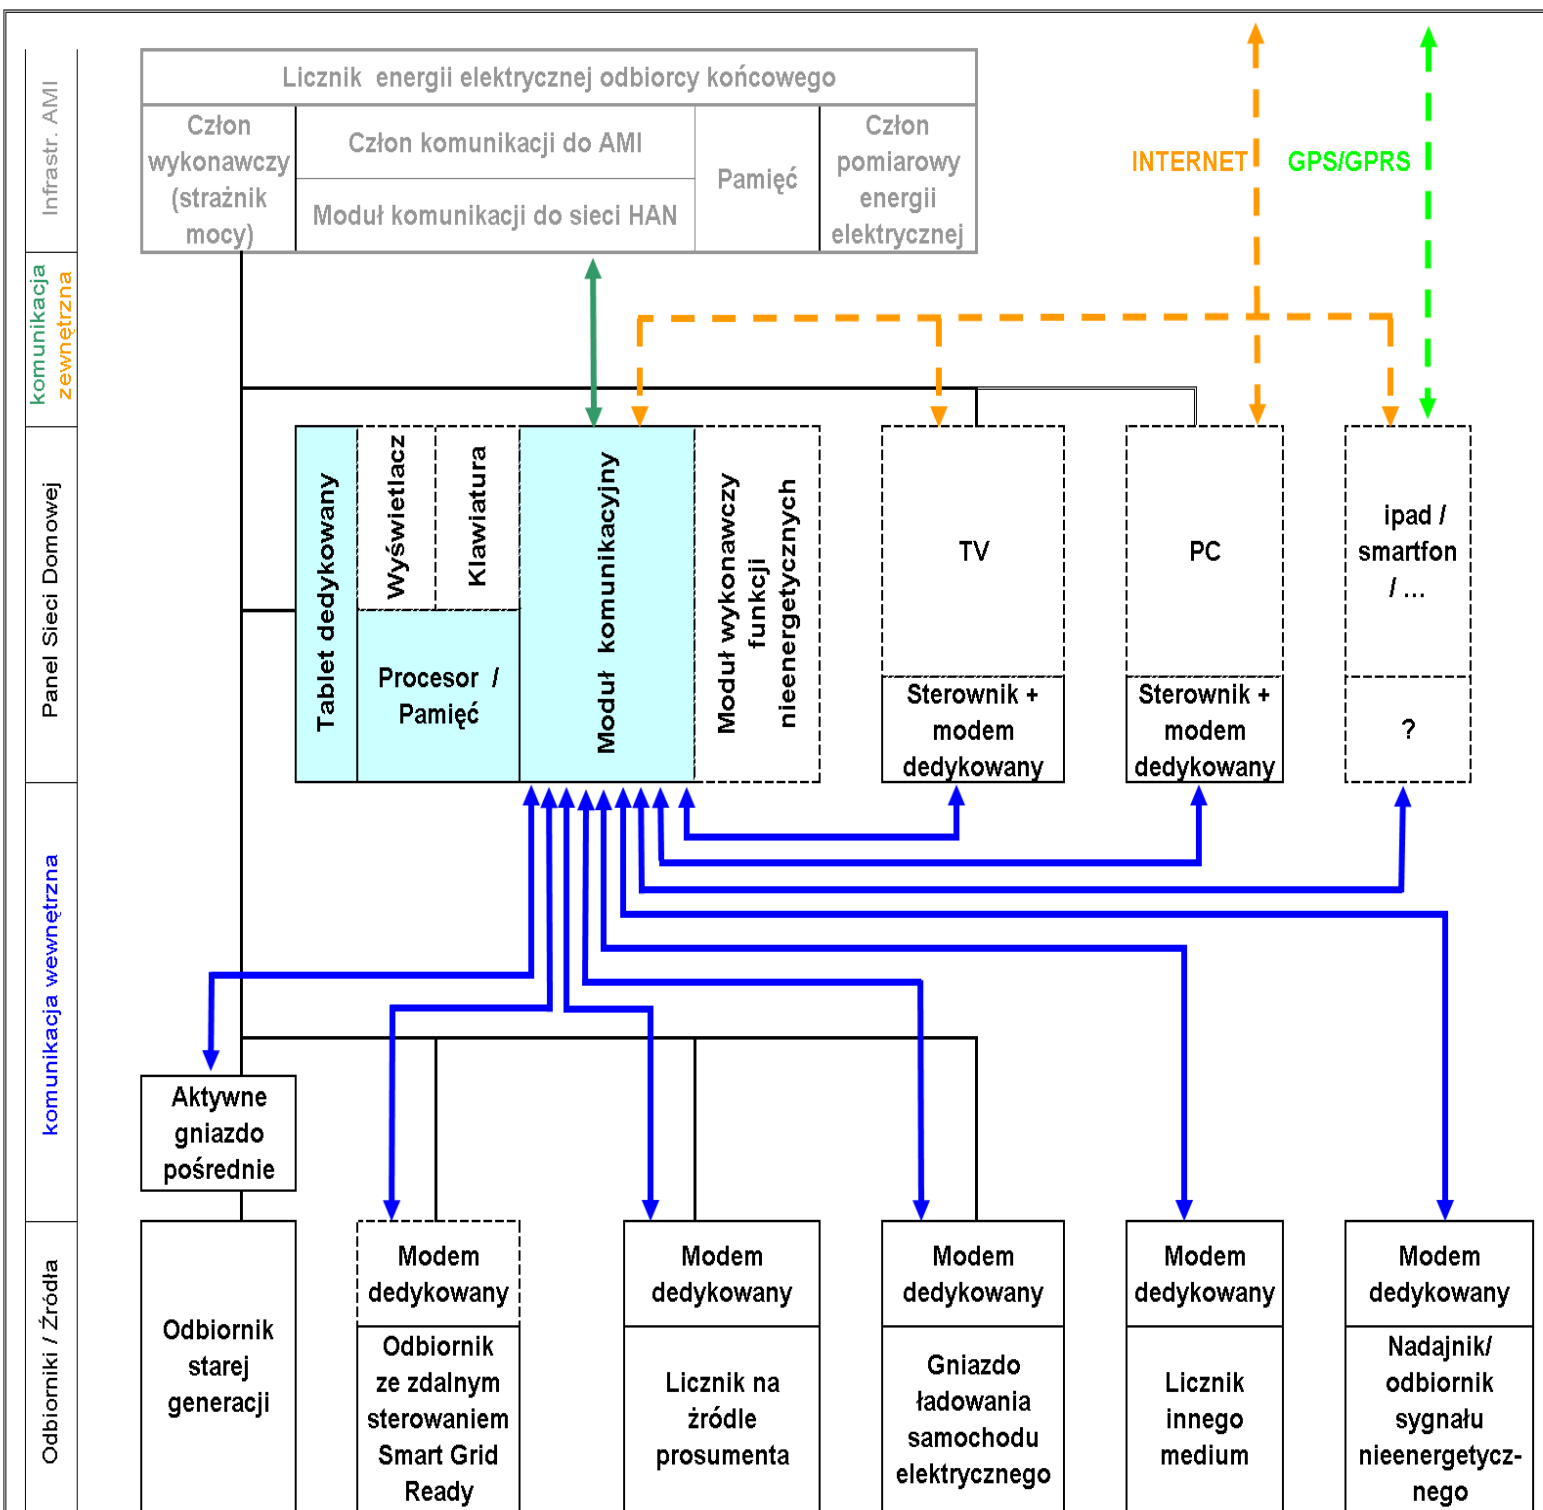 Infrastr. AMI
Licznik energii elektrycznej odbiorcy końcowego
Człon
wykonawczy
(strażnik
mocy)
Człon komunikacji do AMI
Moduł komunikacji do sieci HAN
Pamięć
Człon
pomiarowy
energii
elektrycznej
INTERNET
GPS/GPRS
komunikacja
zewnętrzna
Panel Sieci Domowej
Tablet dedykowany
Wyświetlacz
Klawiatura
Procesor /
Pamięć
Moduł komunikacyjny
Moduł wykonawczy
funkcji
nieenergetycznych
TV
Sterownik +
modem
dedykowany
PC
Sterownik +
modem
dedykowany
ipad /
smartfon
/ ...
?
komunikacja wewnętrzna
Aktywne
gniazdo
pośrednie
Odbiorniki / Źródła
Odbiornik
starej
generacji
Modem
dedykowany
Odbiornik
ze zdalnym
sterowaniem
Smart Grid
Ready
Modem
dedykowany
Licznik na
żródle
prosumenta
Modem
dedykowany
Gniazdo
ładowania
samochodu
elektrycznego
Modem
dedykowany
Licznik
innego
medium
Modem
dedykowany
Nadajnik/
odbiornik
sygnału
nieenergetycz-
nego